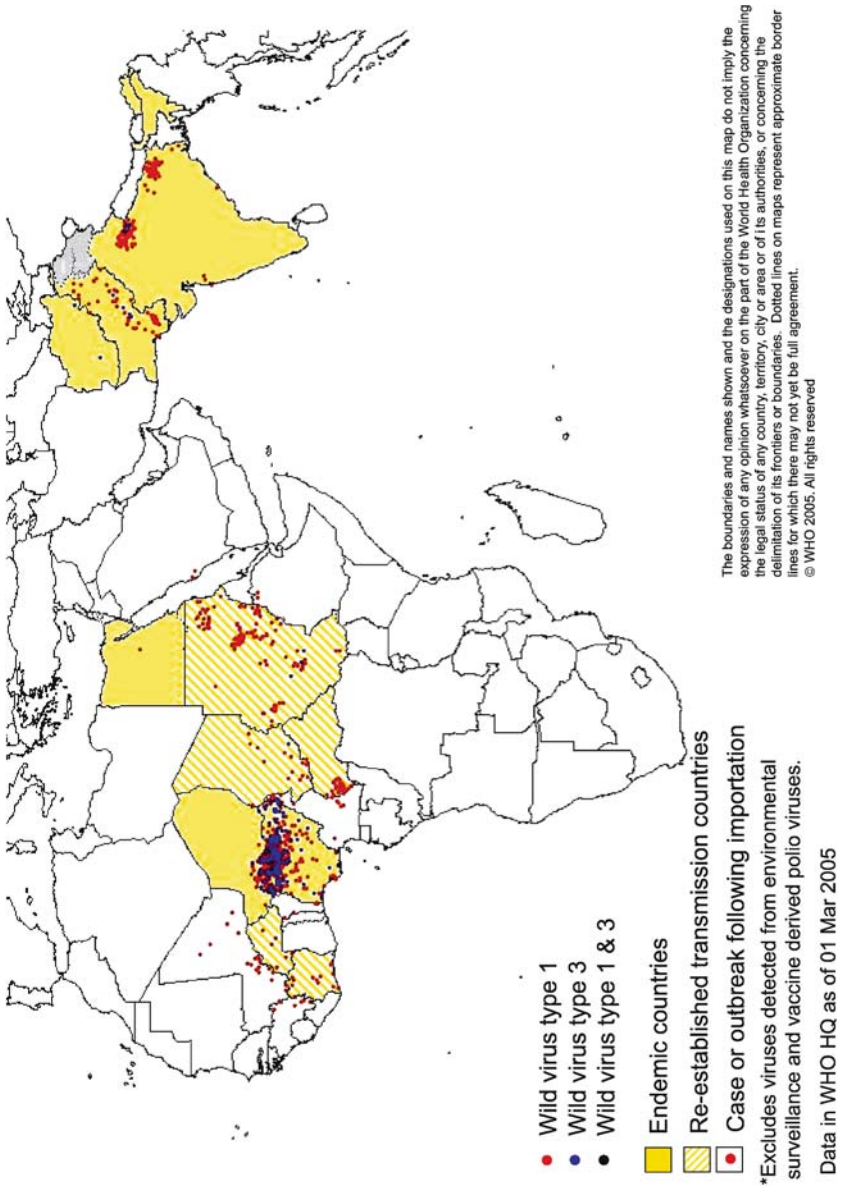 Wild virus type 1
Wild virus type 3
Wild virus type 1 & 3
Endemic countries
Re-established transmission countries
Case or outbreak following importation
*Excludes viruses detected from environmental
surveillance and vaccine derived polio viruses.
Data in WHO HQ as of 01 Mar 2005
The boundaries and names shown and the designations used on this map do not imply the
expression of any opinion whatsoever on the part of the World Health Organization concerning
the legal status of any country, territory, city or area or of i ts authorities, or concerning the
delimitation of its frontiers or boundaries. Dotted lines on maps represent approximate border
lines for which there may not yet be full agreement.
© WHO 2005. All rights reserved